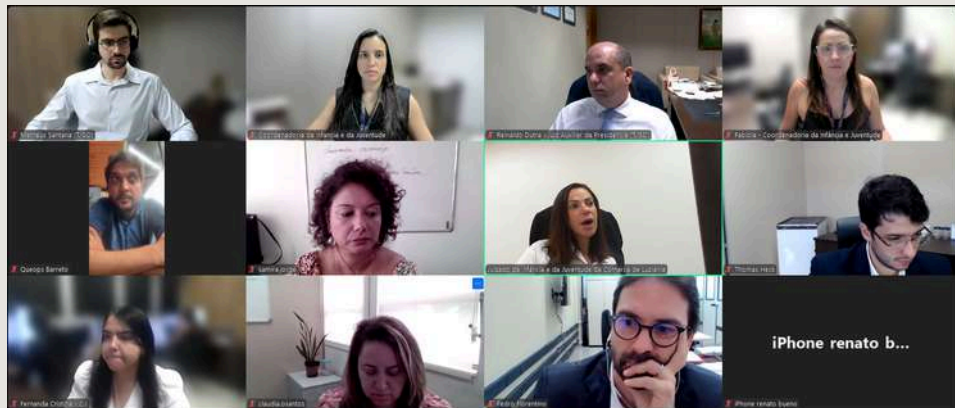 Matheus Santana (TJGO)
Coordenadoria da Infância e da Juventude
Reinaldo Dutra - Juiz Auxiliar da Presidência (TJGO)
Fabíola - Coordenadoria da Infância e Juventude
Queops Barreto
samira.jorge
Juizado da Infância e da Juventude da Comarca de Luziânia
Thomas Heck
Fernanda Cristina -
claudia.osantos
Pedro Florentino
iPhone renato b...
iPhone renato bueno